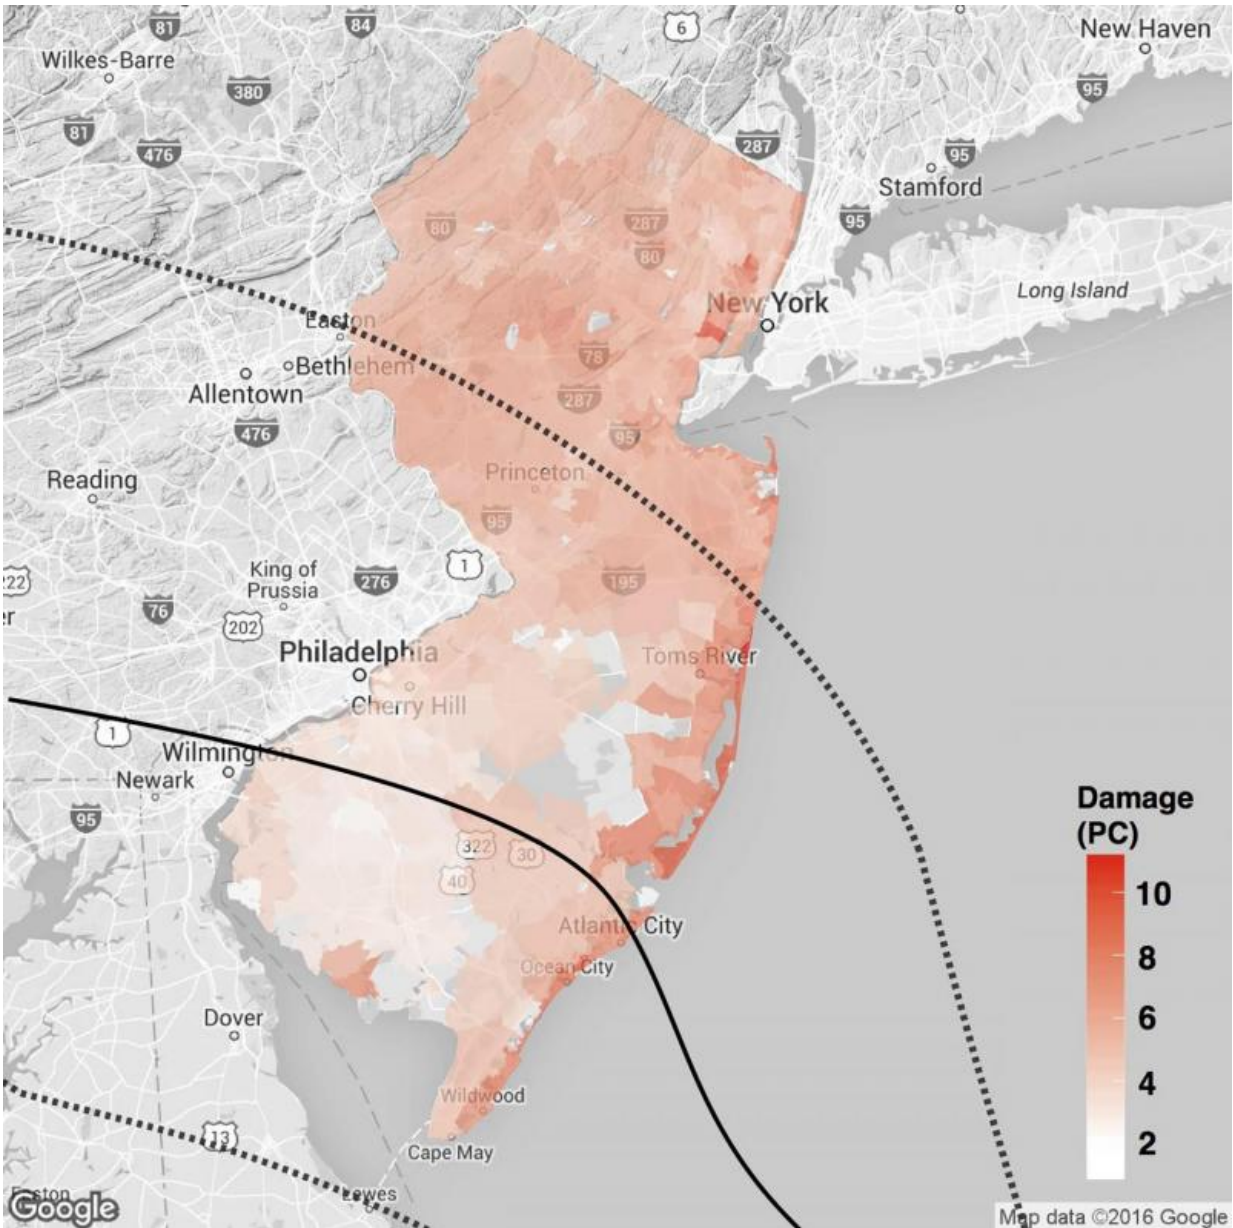 81
84
6
New Haven
Wilkes-Barre
380
95
81
476
287
95
Stamford
80
287
95
80
Long Island
New York
Easton
78
Bethlehem
Allentown
287
476
95
Princeton
Reading
95
1
King of
Prussia
276
195
222
76
202
Philadelphia
Toms River
Cherry Hill
1
Wilmington
Newark
95
322
30
40
Damage
(PC)
10
8
6
4
2
Atlantic City
Ocean City
Dover
Wildwood
13
Cape May
Easton
Lewes
Google
Map data ©2016 Google